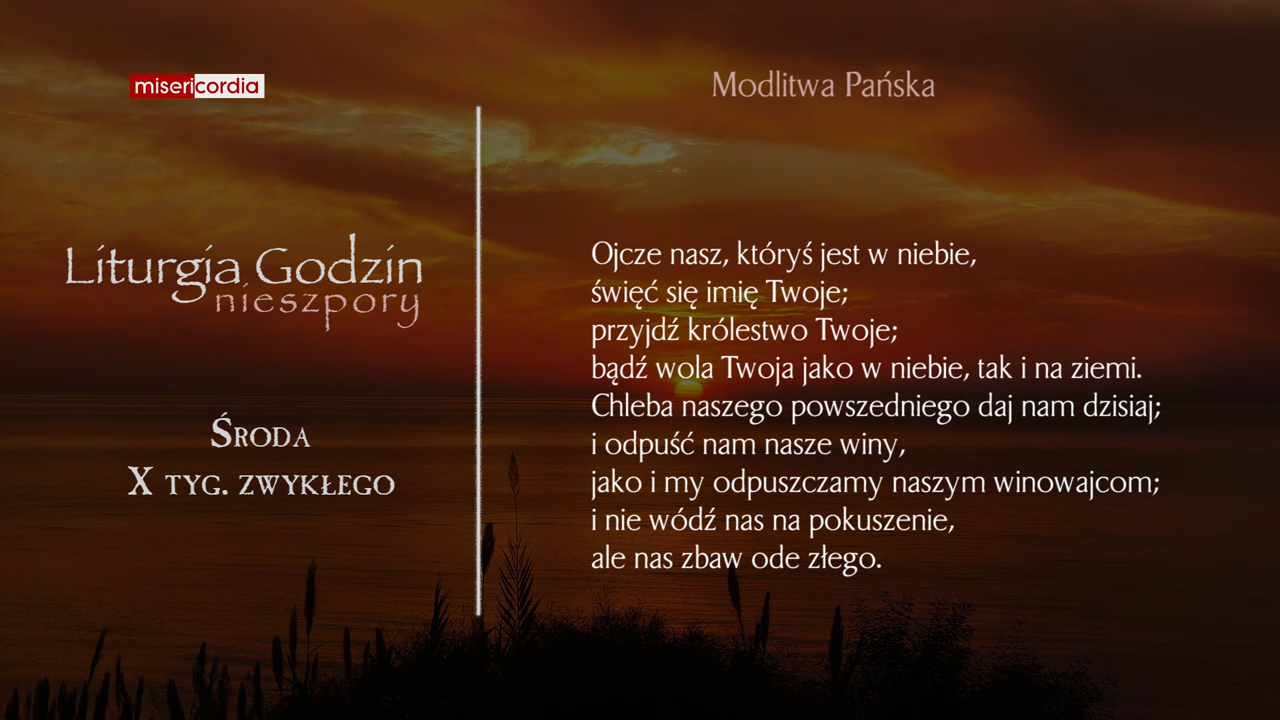 misericordia
Liturgia Godzin
nieszpory
Środa
X tyg. zwykłego
Modlitwa Pańska
Ojcze nasz, któryś jest w niebie,
święć się imię Twoje;
przyjdź królestwo Twoje;
bądź wola Twoja jako w niebie, tak i na ziemi.
Chleba naszego powszedniego daj nam dzisiaj;
i odpuść nam nasze winy,
jako i my odpuszczamy naszym winowajcom;
i nie wódź nas na pokuszenie,
ale nas zbaw ode złego.